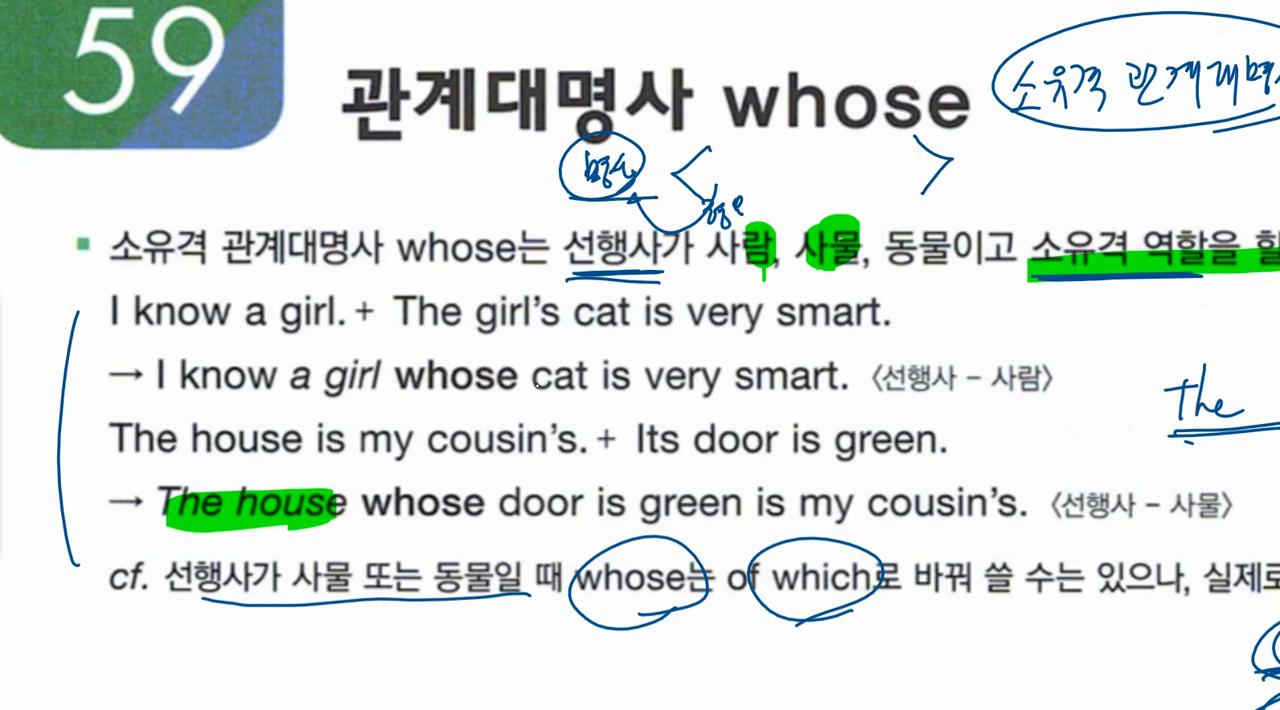 59
관계대명사 whose
소유격 관계대명
명사
소유격 관계대명사 whose는 선행사가 사람, 사물, 동물이고 소유격 역할을 할
I know a girl. + The girl's cat is very smart.
→ I know a girl whose cat is very smart. 〈선행사 – 사람〉
The
The house is my cousin's. + Its door is green.
→ The house whose door is green is my cousin's. 〈선행사 – 사물〉
cf. 선행사가 사물 또는 동물일 때 whose는 of which로 바꿔 쓸 수는 있으나, 실제로